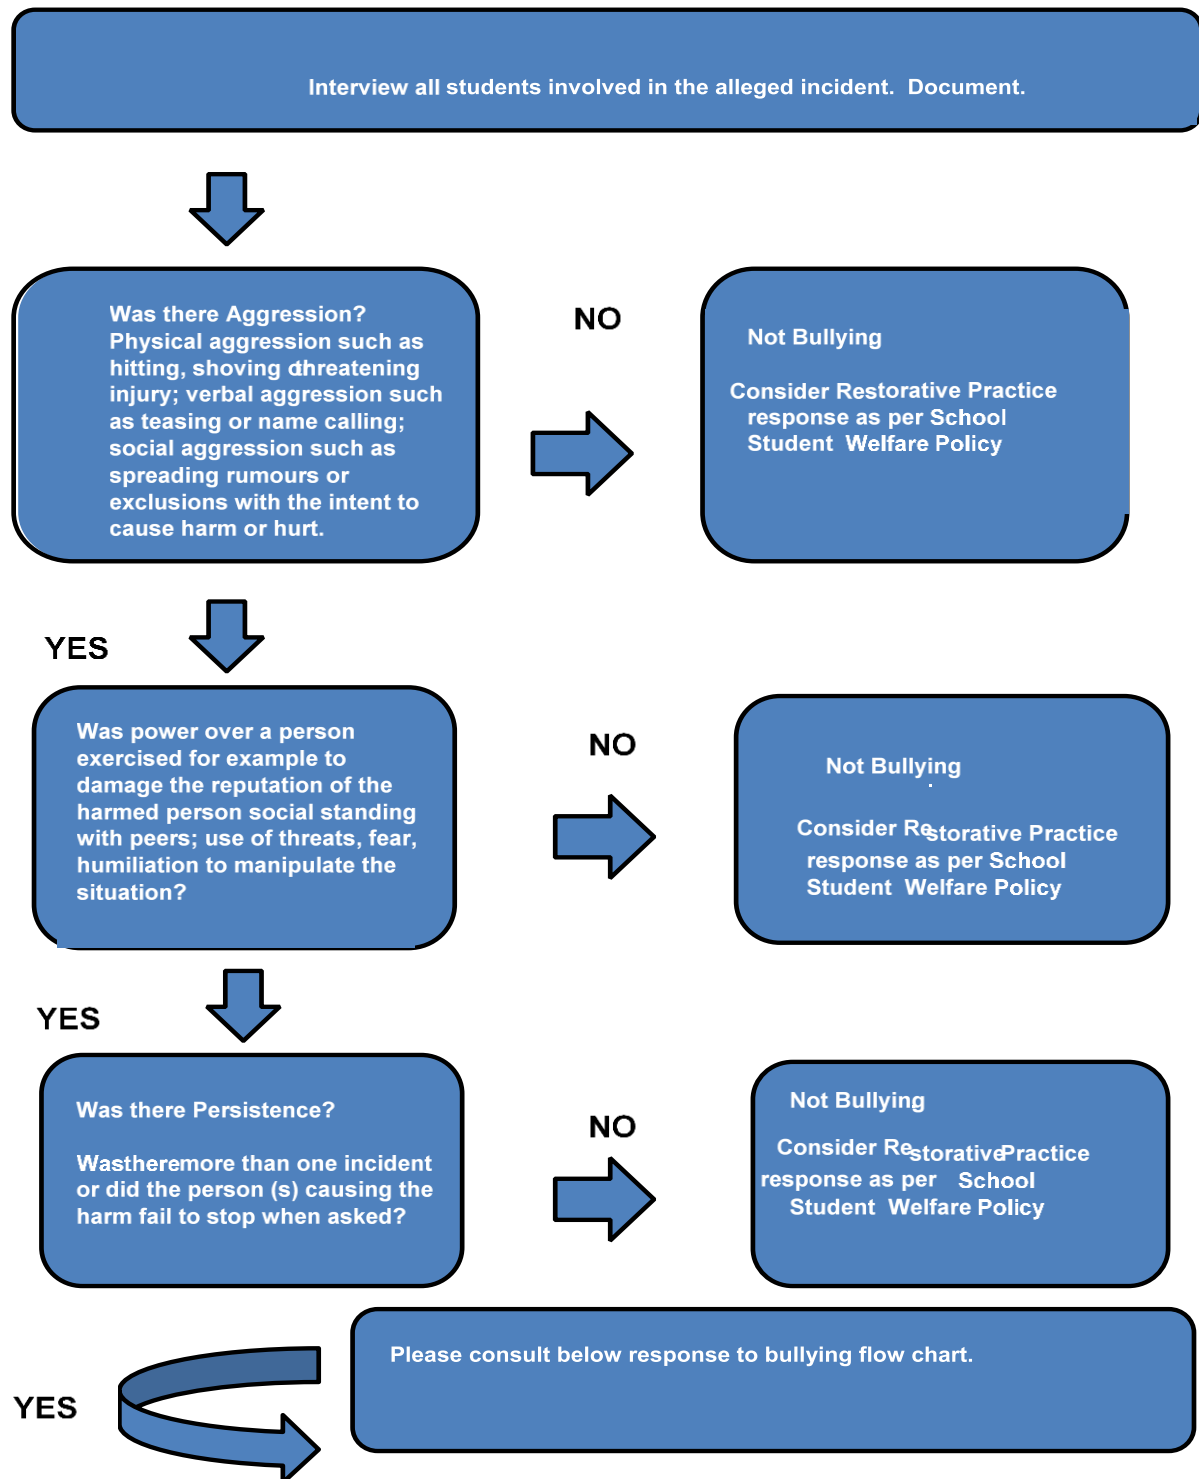 Interview all students involved in the alleged incident. Document.
Was there Aggression?
Physical aggression such as
hitting, shoving or threatening
injury; verbal aggression such
as teasing or name calling;
social aggression such as
spreading rumours or
exclusions with the intent to
cause harm or hurt.
NO
Not Bullying
Consider Restorative Practice
response as per School
Student Welfare Policy
YES
Was power over a person
exercised for example to
damage the reputation of the
harmed person social standing
with peers; use of threats, fear,
humiliation to manipulate the
situation?
NO
Not Bullying
.
Consider Restorative Practice
response as per School
Student Welfare Policy
YES
Was there Persistence?
Was there more than one incident
or did the person (s) causing the
harm fail to stop when asked?
NO
Not Bullying
Consider Restorative Practice
response as per School
Student Welfare Policy
YES
Please consult below response to bullying flow chart.